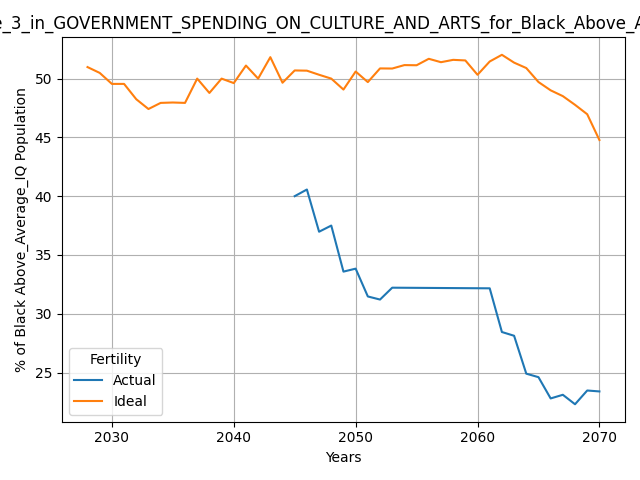 _3_in_GOVERNMENT_SPENDING_ON_CULTURE_AND_ARTS_for_Black_Above_A
% of Black Above_Average_IQ Population
50
45
40
35
30
25
Fertility
Actual
Ideal
2030 2040 2050 2060 2070
Years